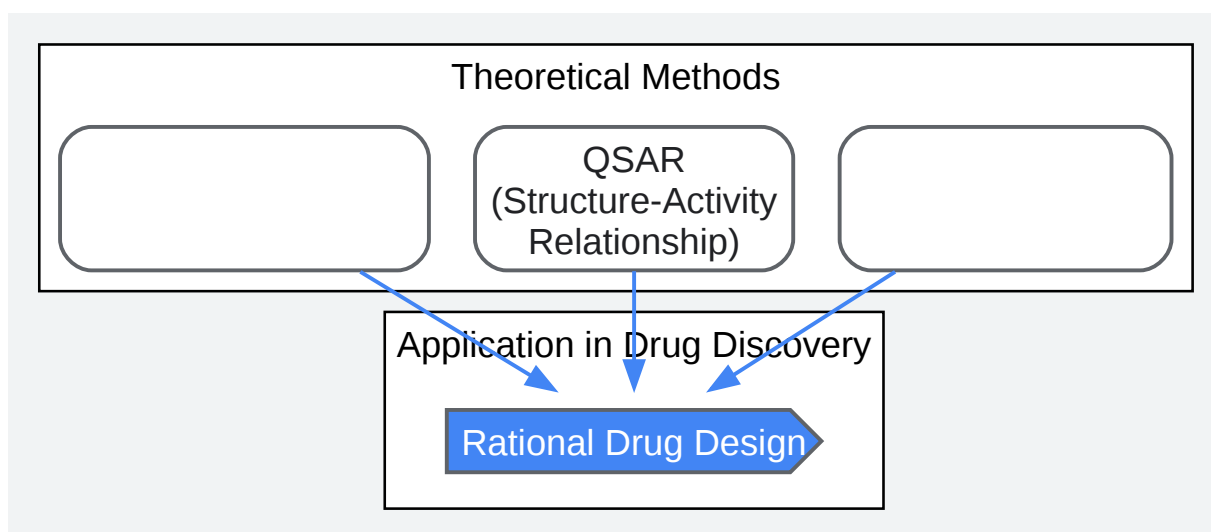 Theoretical Methods
QSAR
(Structure-Activity
Relationship)
Application in Drug Discovery
Rational Drug Design